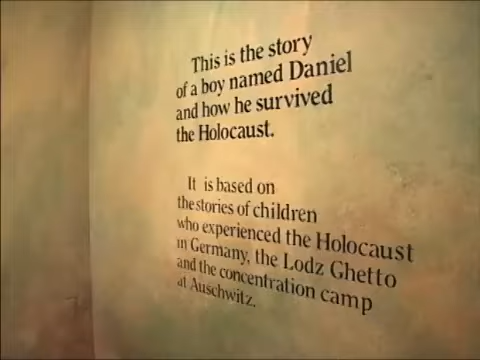 This is the story
of a boy named Daniel
and how he survived
the Holocaust.
It is based on
the stories of children
who experienced the Holocaust
in Germany, the Lodz Ghetto
and the concentration camp
at Auschwitz.